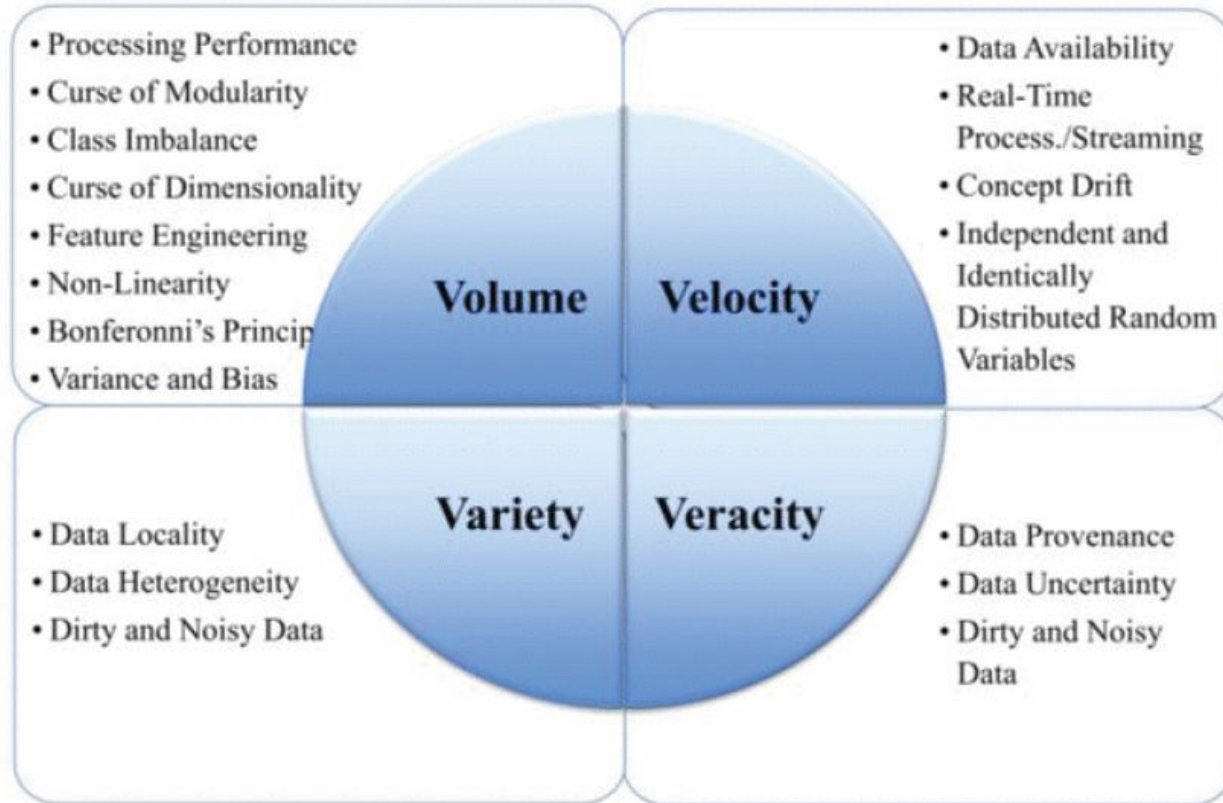 • Processing Performance
• Curse of Modularity
• Class Imbalance
• Curse of Dimensionality
• Feature Engineering
• Non-Linearity
• Bonferonni's Princip
• Variance and Bias
Volume
• Data Availability
• Real-Time
Process./Streaming
• Concept Drift
• Independent and
Identically
Distributed Random
Variables
Velocity
• Data Locality
• Data Heterogeneity
• Dirty and Noisy Data
Variety
• Data Provenance
• Data Uncertainty
• Dirty and Noisy
Data
Veracity